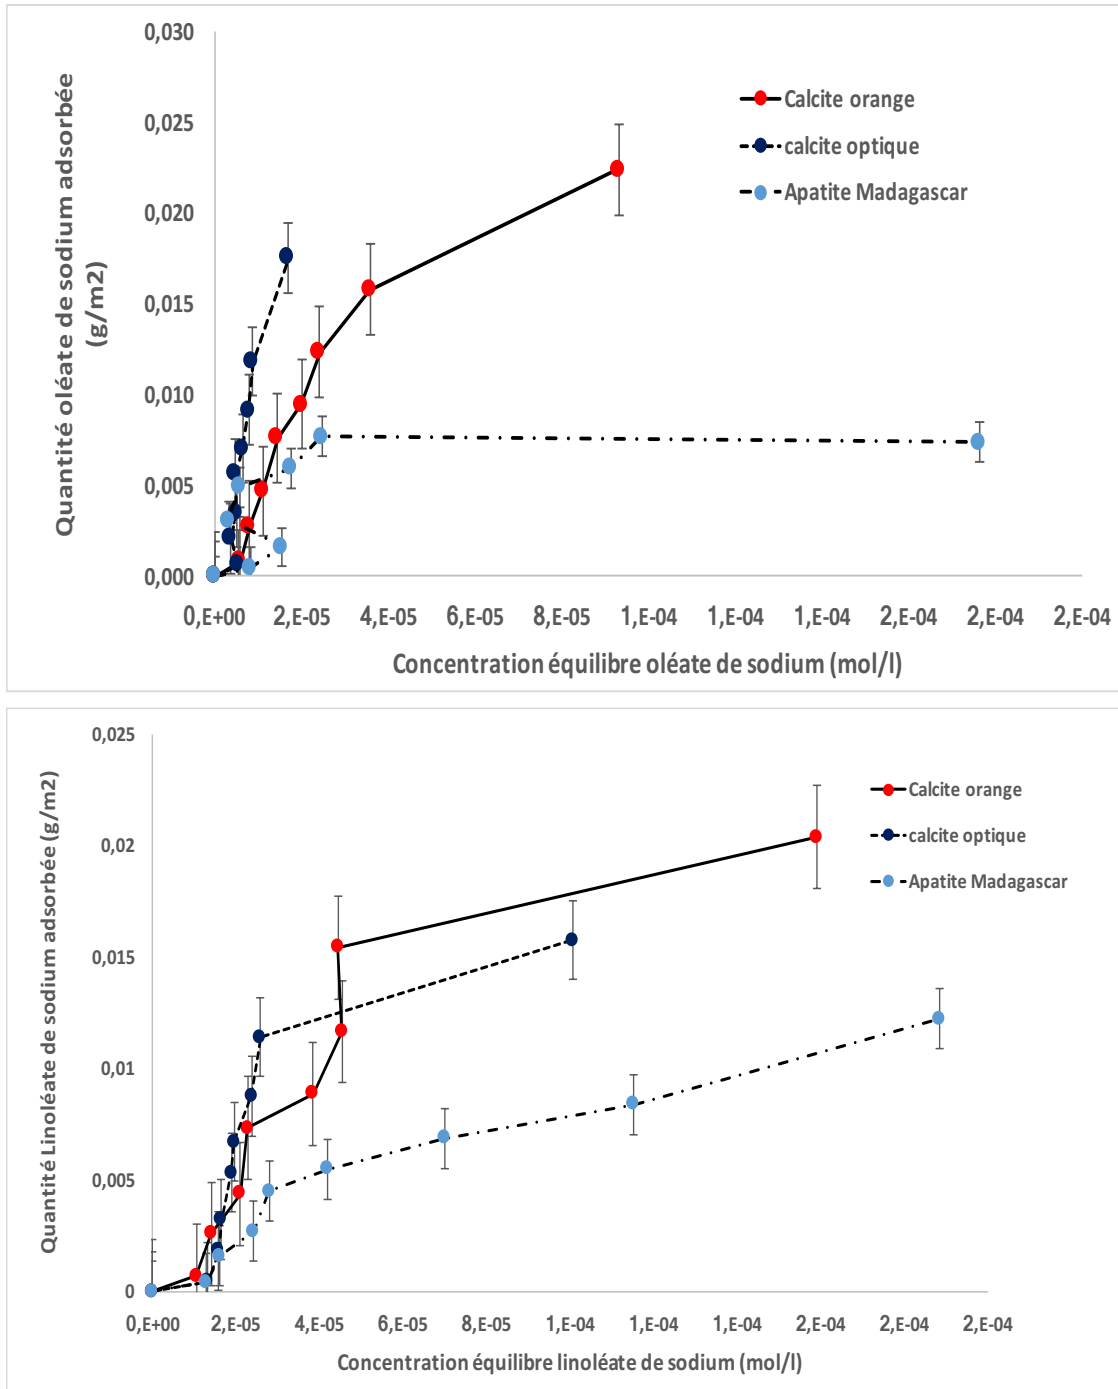 0,030
0,025
0,020
0,015
0,010
0,005
0,000
Quantité oléate de sodium adsorbée
(g/m2)
Calcite orange
calcite optique
Apatite Madagascar
0,E+00 2,E-05 4,E-05 6,E-05 8,E-05 1,E-04 1,E-04 1,E-04 2,E-04 2,E-04 2,E-04
Concentration équilibre oléate de sodium (mol/l)
0,025
0,02
0,015
0,01
0,005
0
Quantité Linoléate de sodium adsorbée (g/m2)
Calcite orange
calcite optique
Apatite Madagascar
0,E+00 2,E-05 4,E-05 6,E-05 8,E-05 1,E-04 1,E-04 1,E-04 2,E-04 2,E-04 2,E-04
Concentration équilibre linoléate de sodium (mol/l)